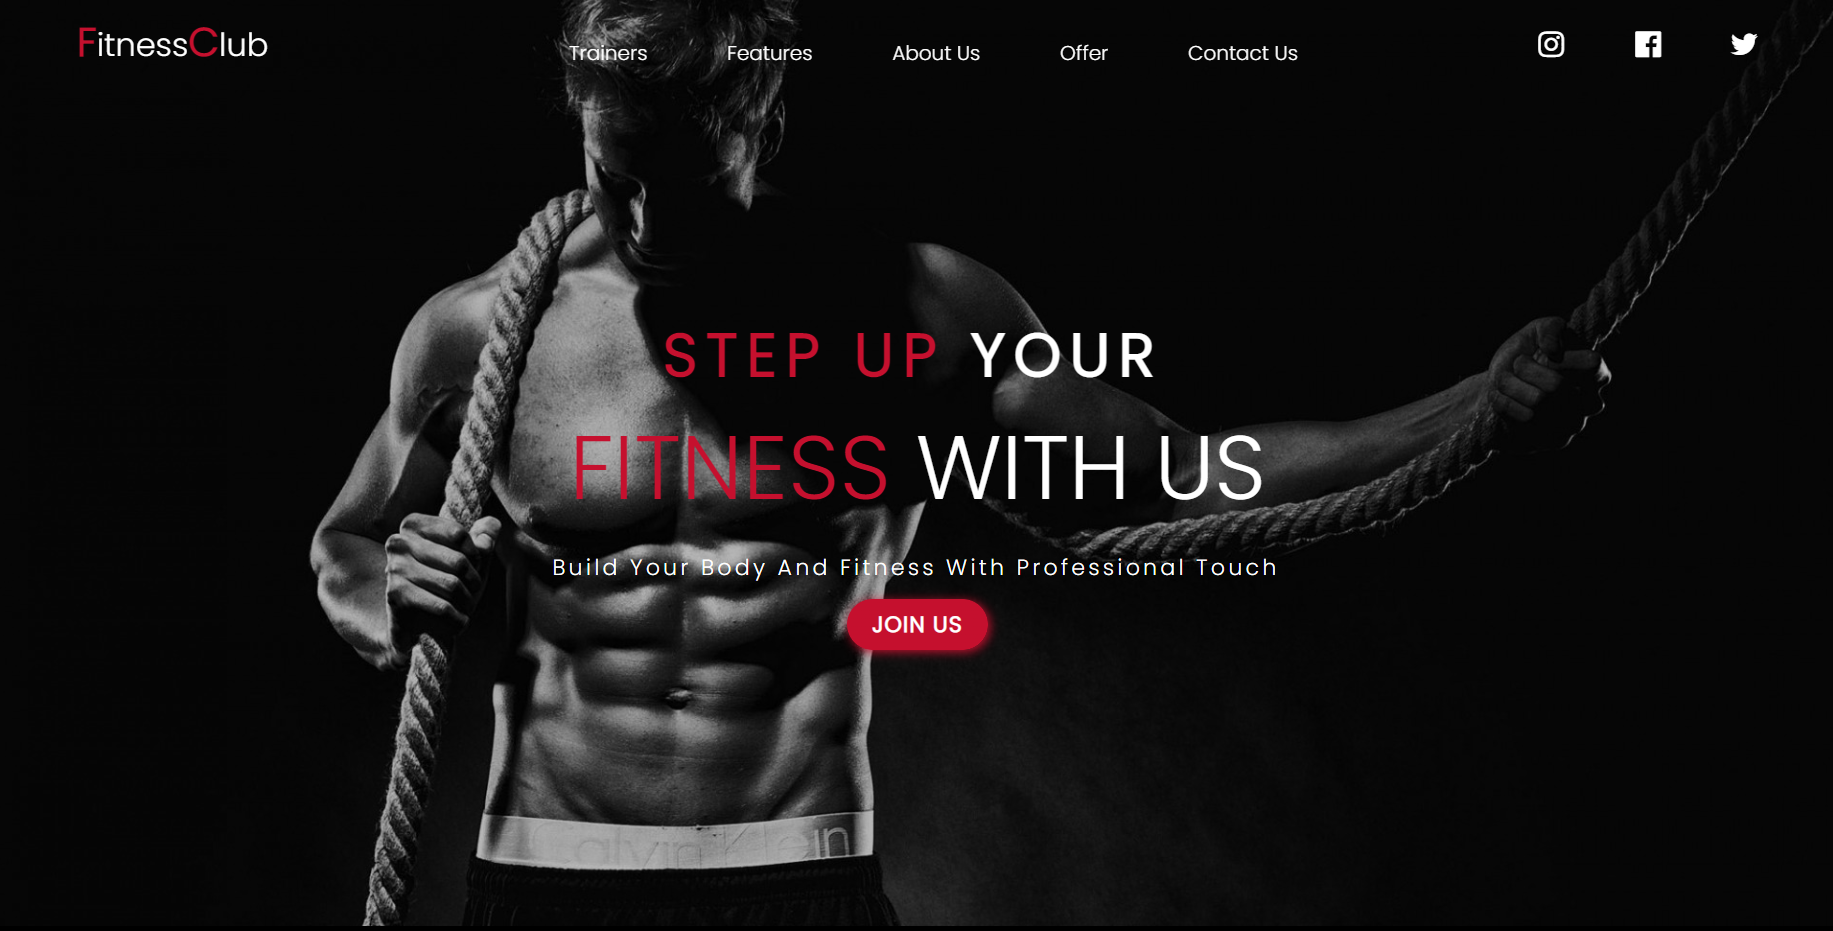 FitnessClub
Trainers Features About Us Offer Contact Us
STEP UP YOUR
FITNESS WITH US
Build Your Body And Fitness With Professional Touch
JOIN US
Calvin Klein